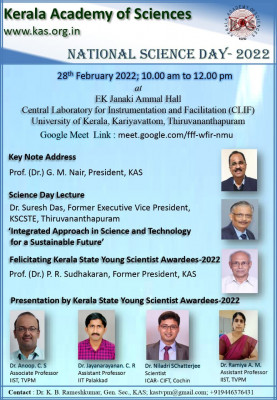 Kerala Academy of Sciences
www.kas.org.in
NATIONAL SCIENCE DAY- 2022
28th February 2022; 10.00 am to 12.00 pm
at
EK Janaki Ammal Hall
Central Laboratory for Instrumentation and Facilitation (CLIF)
University of Kerala, Kariyavattom, Thiruvananthapuram
Google Meet Link : meet.google.com/fff-wfir-nmu
Key Note Address
Prof. (Dr.) G. M. Nair, President, KAS
Science Day Lecture
Dr. Suresh Das, Former Executive Vice President,
KSCSTE, Thiruvananthapuram
'Integrated Approach in Science and Technology
for a Sustainable Future'
Felicitating Kerala State Young Scientist Awardees-2022
Prof. (Dr.) P. R. Sudhakaran, Former President, KAS
Presentation by Kerala State Young Scientist Awardees-2022
Dr. Anoop. C. S
Associate Professor
IIST, TVPM
Dr. Jayanarayanan. C. R
Assistant Professor
IIT Palakkad
Dr. Niladri SChatterjee
Scientist
ICAR- CIFT, Cochin
Dr. Ramiya A. M.
Assistant Professor
IIST, TVPM
Contact : Dr. K. B. Rameshkumar, Gen. Sec., KAS; kastvpm@gmail.com; +919446376431